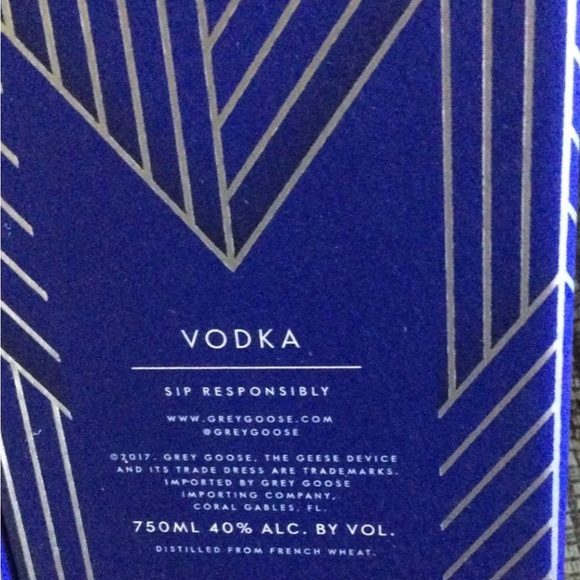 VODKA
SIP RESPONSIBLY
WWW.GREYGOOSE.COM
@GREYGOOSE
©2017. GREY GOOSE, THE GEESE DEVICE
AND ITS TRADE DRESS ARE TRADEMARKS.
IMPORTED BY GREY GOOSE
IMPORTING COMPANY,
CORAL GABLES, FL.
750ML 40% ALC. BY VOL.
DISTILLED FROM FRENCH WHEAT.